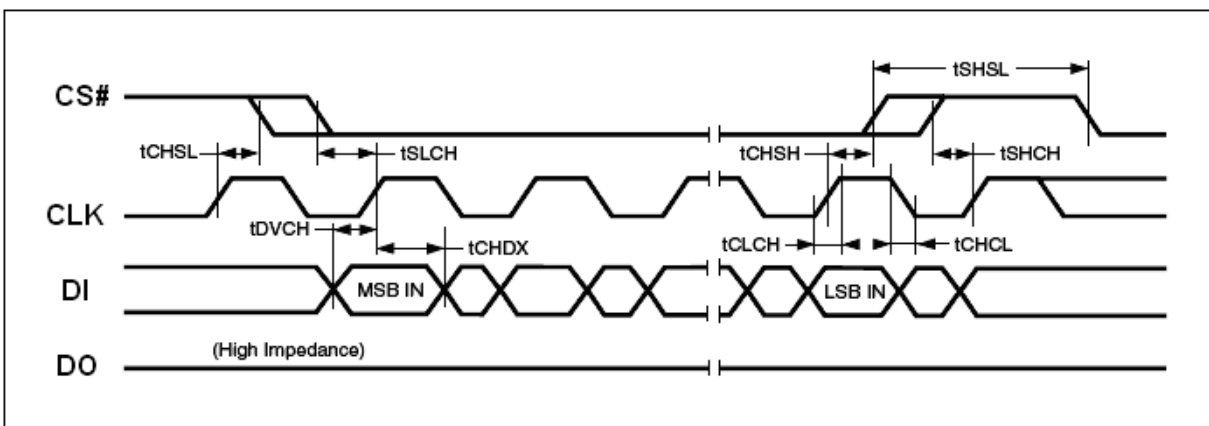 tSHSL
CS#
tCHSL
tSLCH
tCHSH
tSHCH
CLK
tDVCH
tCHDX
tCLCH
tCHCL
DI
MSB IN
LSB IN
(High Impedance)
DO